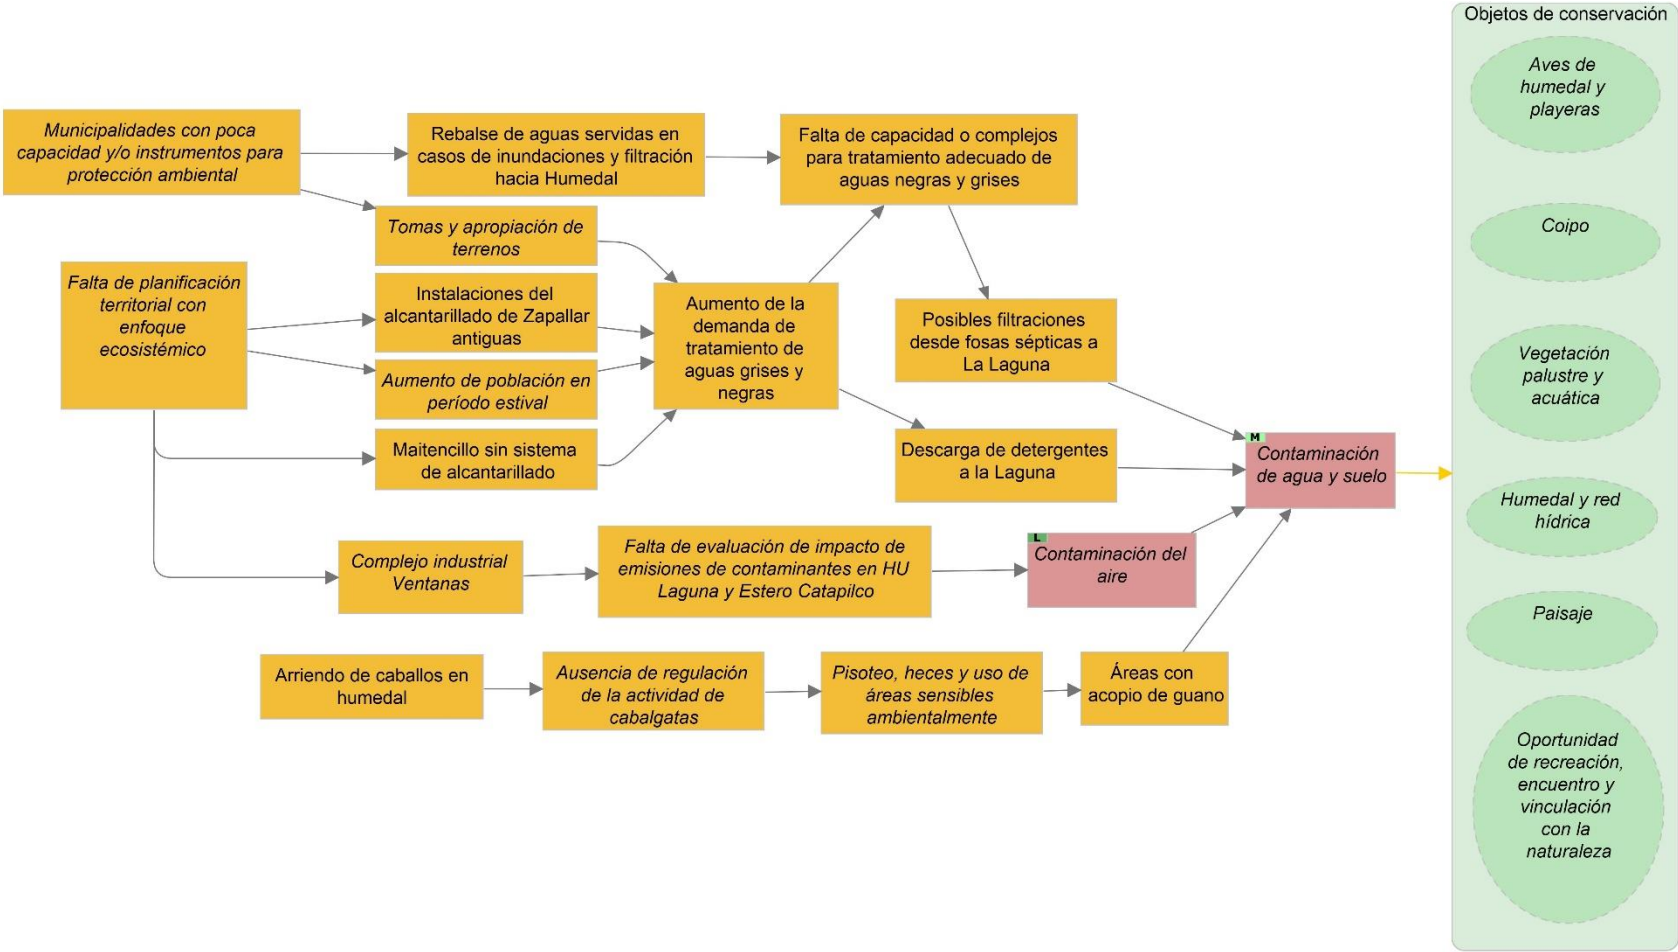 Objetos de conservación
Aves de
humedal y
playeras
Coipo
Vegetación
palustre y
acuática
Humedal y red
hídrica
Paisaje
Oportunidad
de recreación,
encuentro y
vinculación
con la
naturaleza
Municipalidades con poca
capacidad y/o instrumentos para
protección ambiental
Rebalse de aguas servidas en
casos de inundaciones y filtración
hacia Humedal
Falta de capacidad o complejos
para tratamiento adecuado de
aguas negras y grises
Tomas y apropiación de
terrenos
Falta de planificación
territorial con
enfoque
ecosistémico
Instalaciones del
alcantarillado de Zapallar
antiguas
Aumento de población en
período estival
Maitencillo sin sistema
de alcantarillado
Aumento de la
demanda de
tratamiento de
aguas grises y
negras
Posibles filtraciones
desde fosas sépticas a
La Laguna
Descarga de detergentes
a la Laguna
M
Contaminación
de agua y suelo
Complejo industrial
Ventanas
Falta de evaluación de impacto de
emisiones de contaminantes en HU
Laguna y Estero Catapilco
L
Contaminación del
aire
Arriendo de caballos en
humedal
Ausencia de regulación
de la actividad de
cabalgatas
Pisoteo, heces y uso de
áreas sensibles
ambientalmente
Áreas con
acopio de guano